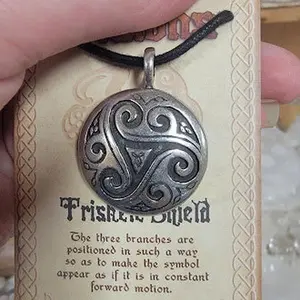 Triskele Shield
The three branches are
positioned in such a way
so as to make the symbol
appear as if it is in constant
forward motion.